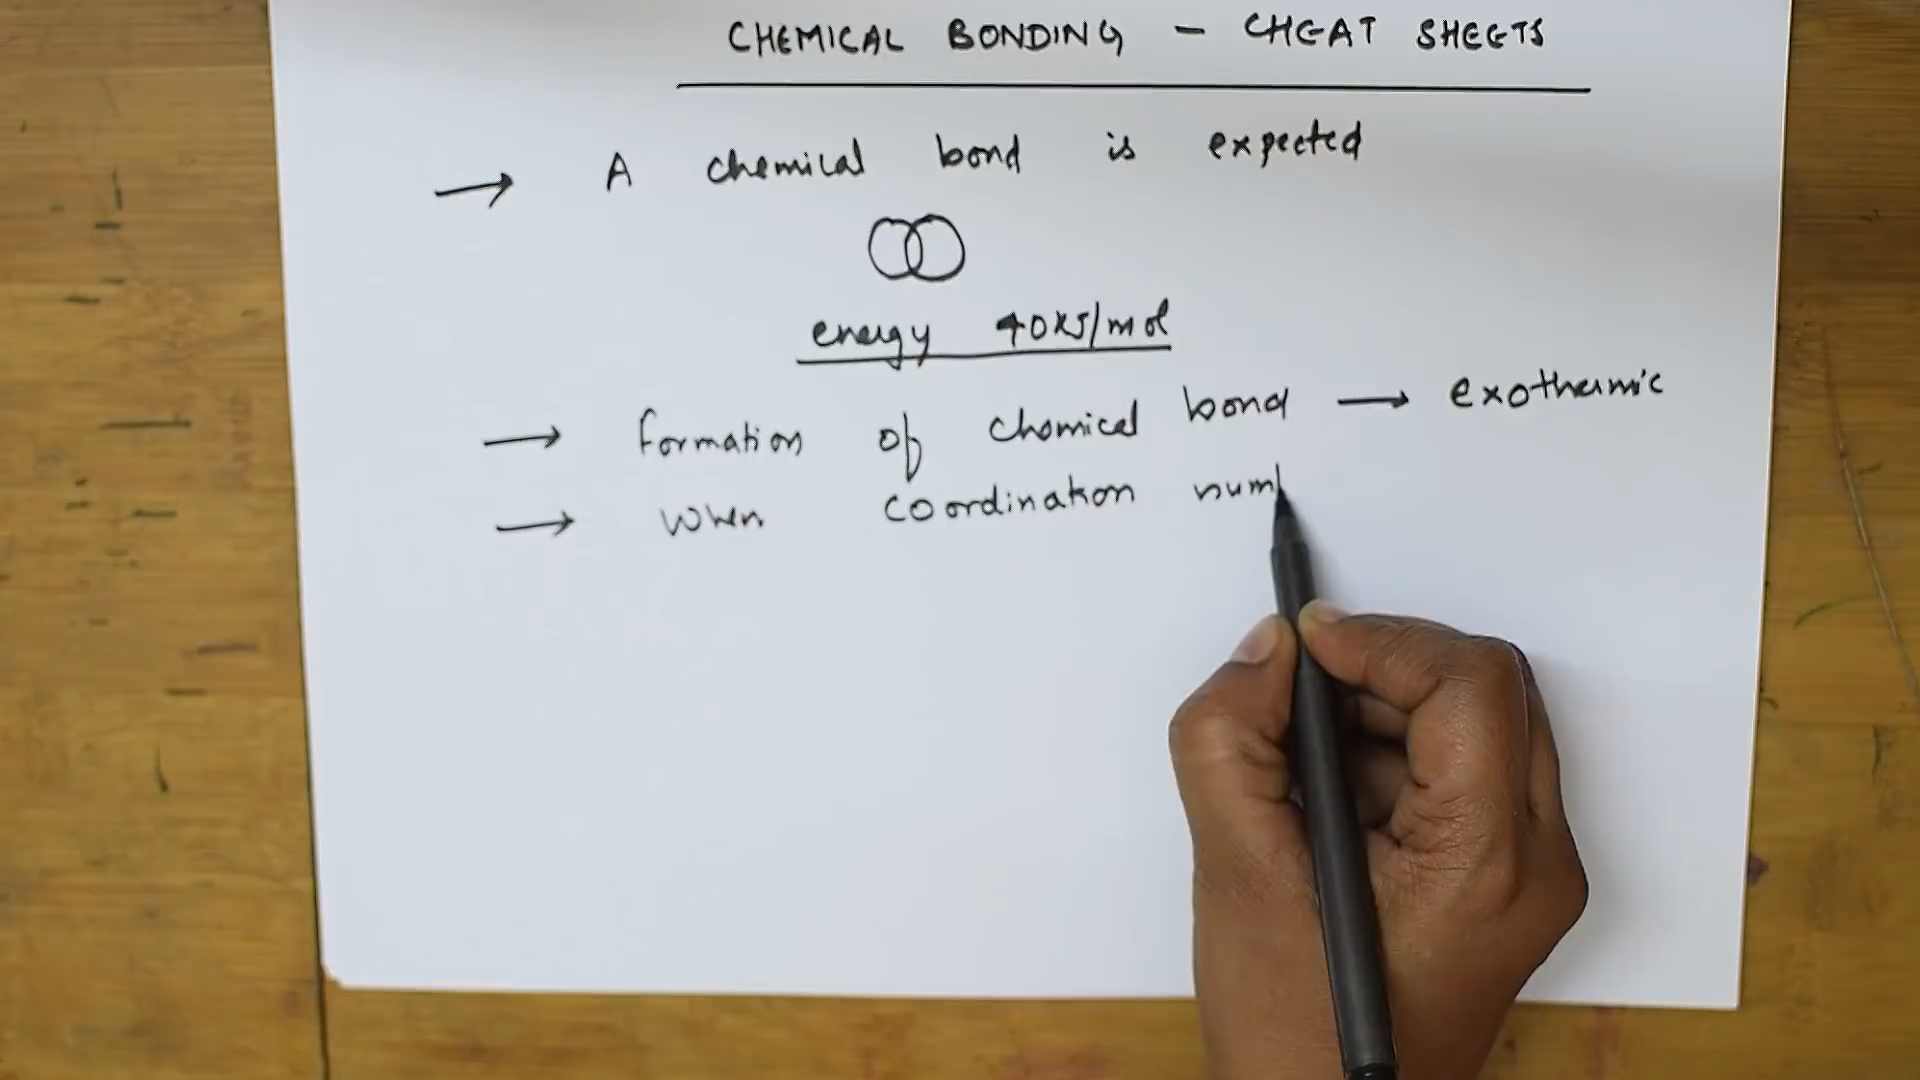 CHEMICAL BONDING - CHEAT SHEETS
→ A chemical bond is expected
energy 40KJ/mol
→ formation of chemical bond → exothermic
→ When coordination num